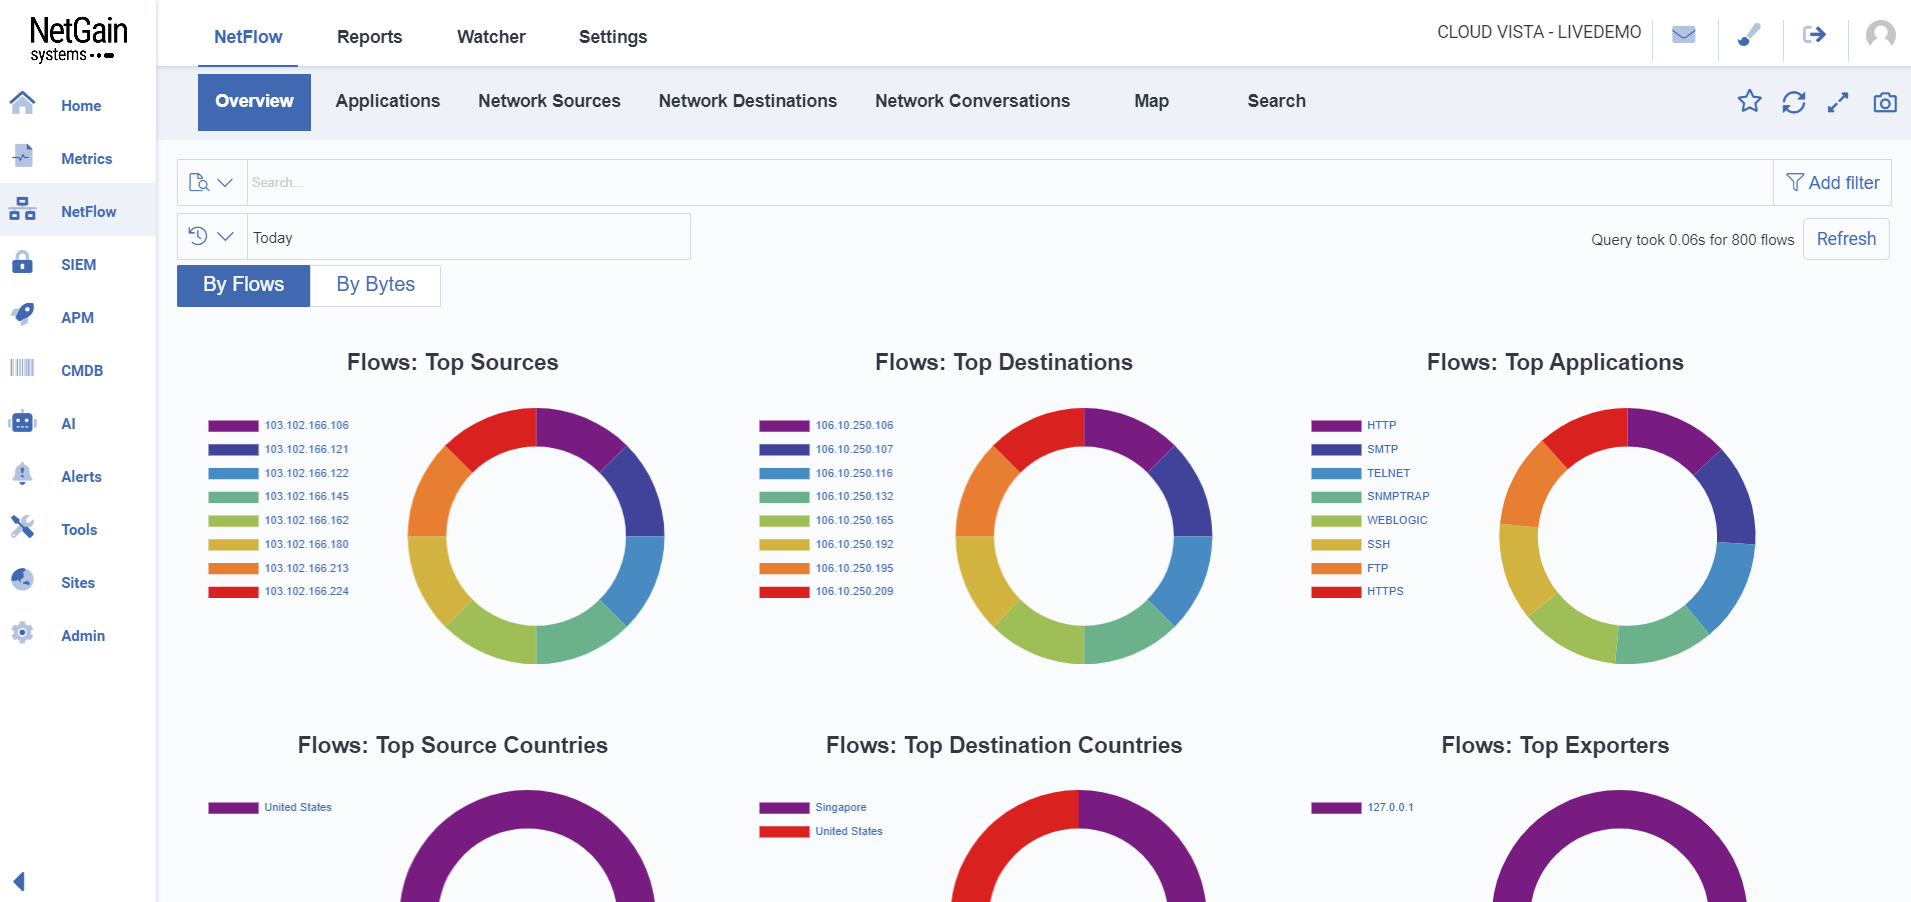 NetGain
systems
NetFlow Reports Watcher Settings
CLOUD VISTA - LIVEDEMO
Overview Applications Network Sources Network Destinations Network Conversations Map Search
Home
Metrics
NetFlow
SIEM
APM
CMDB
AI
Alerts
Tools
Sites
Admin
Search...
Add filter
Today
Query took 0.06s for 800 flows
Refresh
By Flows By Bytes
Flows: Top Sources
103.102.166.106
103.102.166.121
103.102.166.122
103.102.166.145
103.102.166.162
103.102.166.180
103.102.166.213
103.102.166.224
Flows: Top Destinations
106.10.250.106
106.10.250.107
106.10.250.116
106.10.250.132
106.10.250.165
106.10.250.192
106.10.250.195
106.10.250.209
Flows: Top Applications
HTTP
SMTP
TELNET
SNMPTRAP
WEBLOGIC
SSH
FTP
HTTPS
Flows: Top Source Countries
United States
Flows: Top Destination Countries
Singapore
United States
Flows: Top Exporters
127.0.0.1